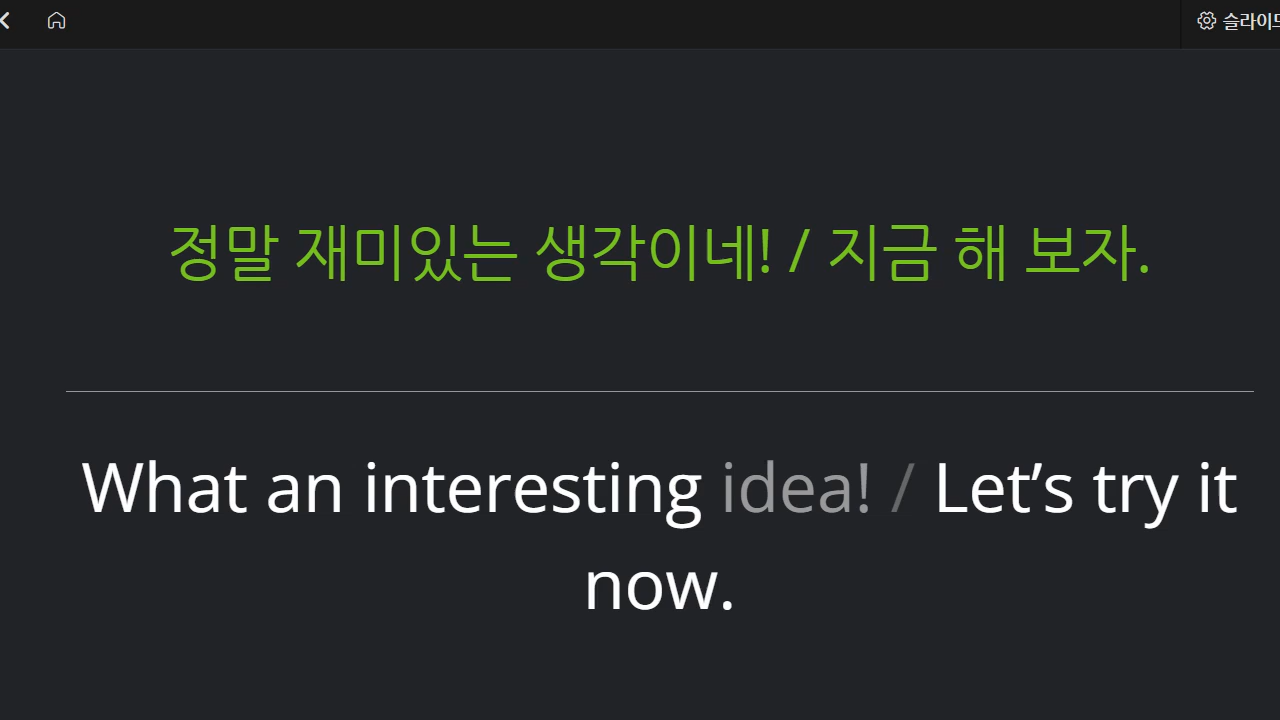 슬라이드
정말 재미있는 생각이네! / 지금 해 보자.
What an interesting idea! / Let’s try it
now.